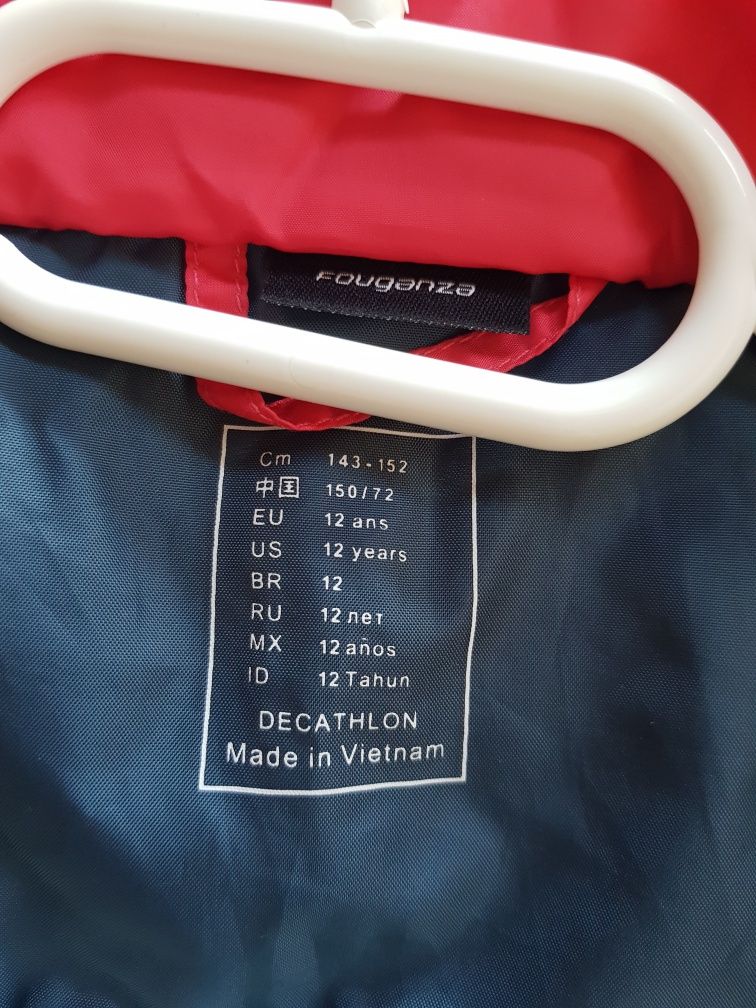 Fouganza
Cm 143-152
中国 150/72
EU 12 ans
US 12 years
BR 12
RU 12 лет
MX 12 años
ID 12 Tahun
DECATHLON
Made in Vietnam